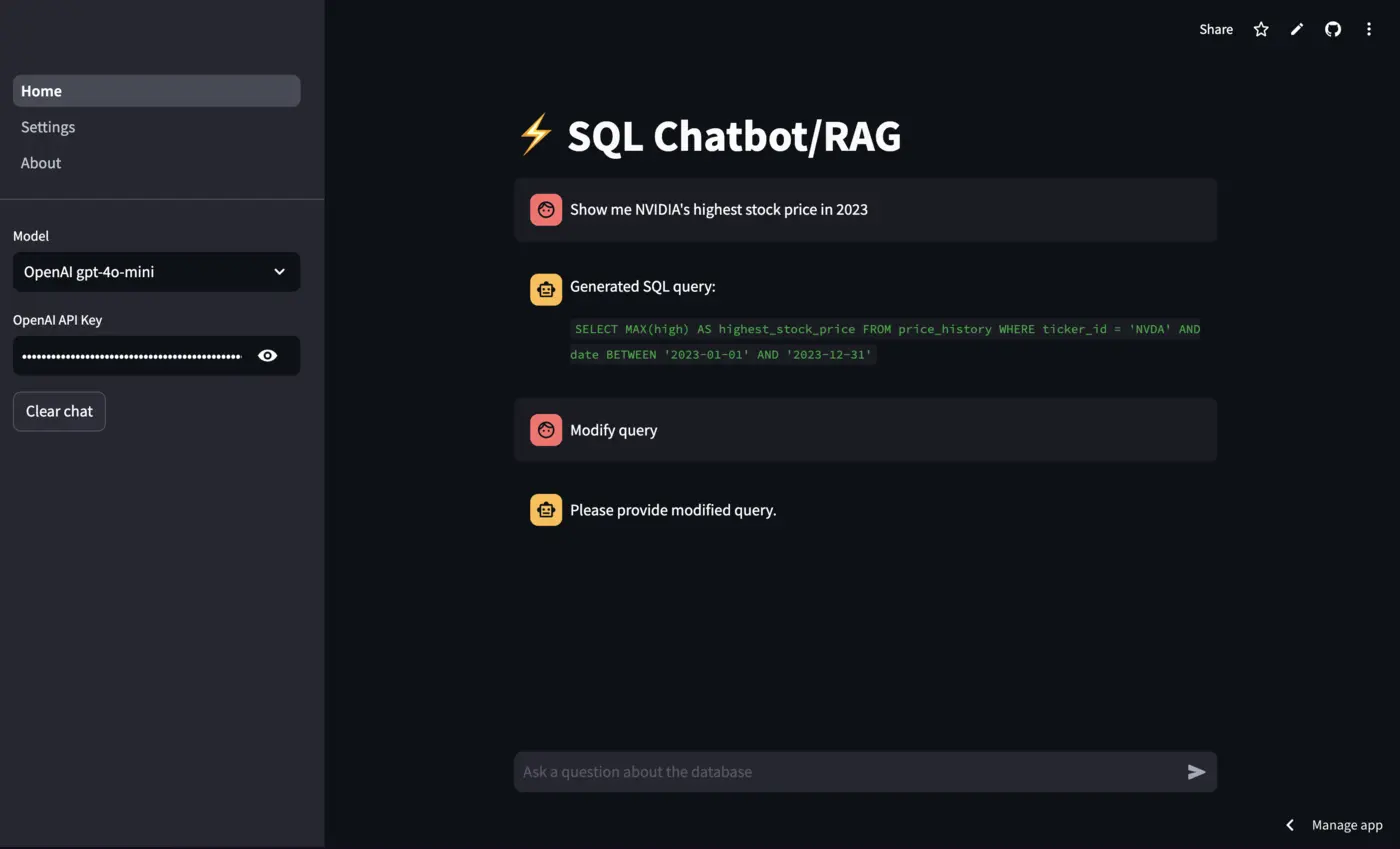 Share
Home
Settings
About
Model
OpenAI gpt-4o-mini
OpenAI API Key
••••••••••••••••••••••••••••••••••••••••••••••••••
Clear chat
⚡ SQL Chatbot/RAG
Show me NVIDIA's highest stock price in 2023
Generated SQL query:
SELECT MAX(high) AS highest_stock_price FROM price_history WHERE ticker_id = 'NVDA' AND
date BETWEEN '2023-01-01' AND '2023-12-31'
Modify query
Please provide modified query.
Ask a question about the database
Manage app